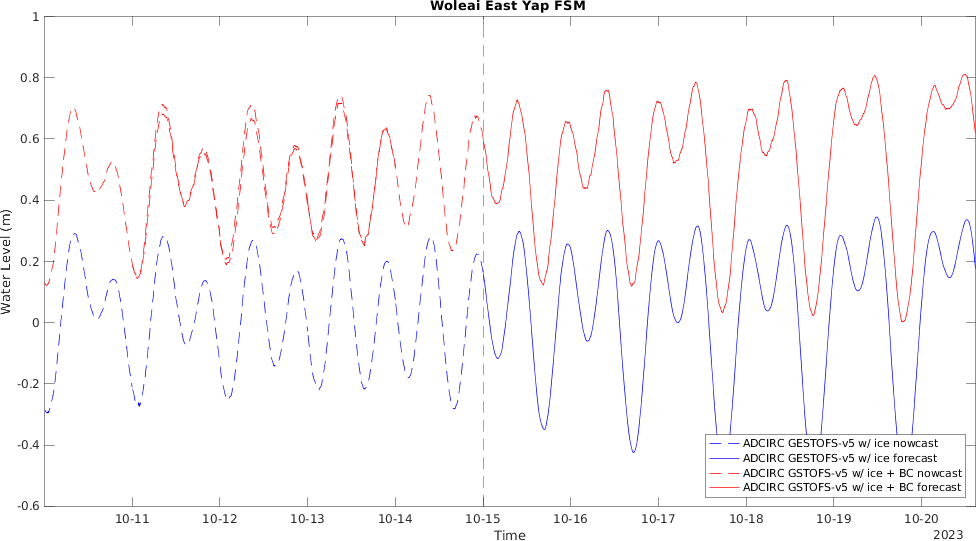 Woleai East Yap FSM
1
0.8
0.6
0.4
0.2
0
-0.2
-0.4
-0.6
Water Level (m)
10-11 10-12 10-13 10-14 10-15 10-16 10-17 10-18 10-19 10-20
Time
2023
ADCIRC GESTOFS-v5 w/ ice nowcast
ADCIRC GESTOFS-v5 w/ ice forecast
ADCIRC GSTOFS-v5 w/ ice + BC nowcast
ADCIRC GSTOFS-v5 w/ ice + BC forecast